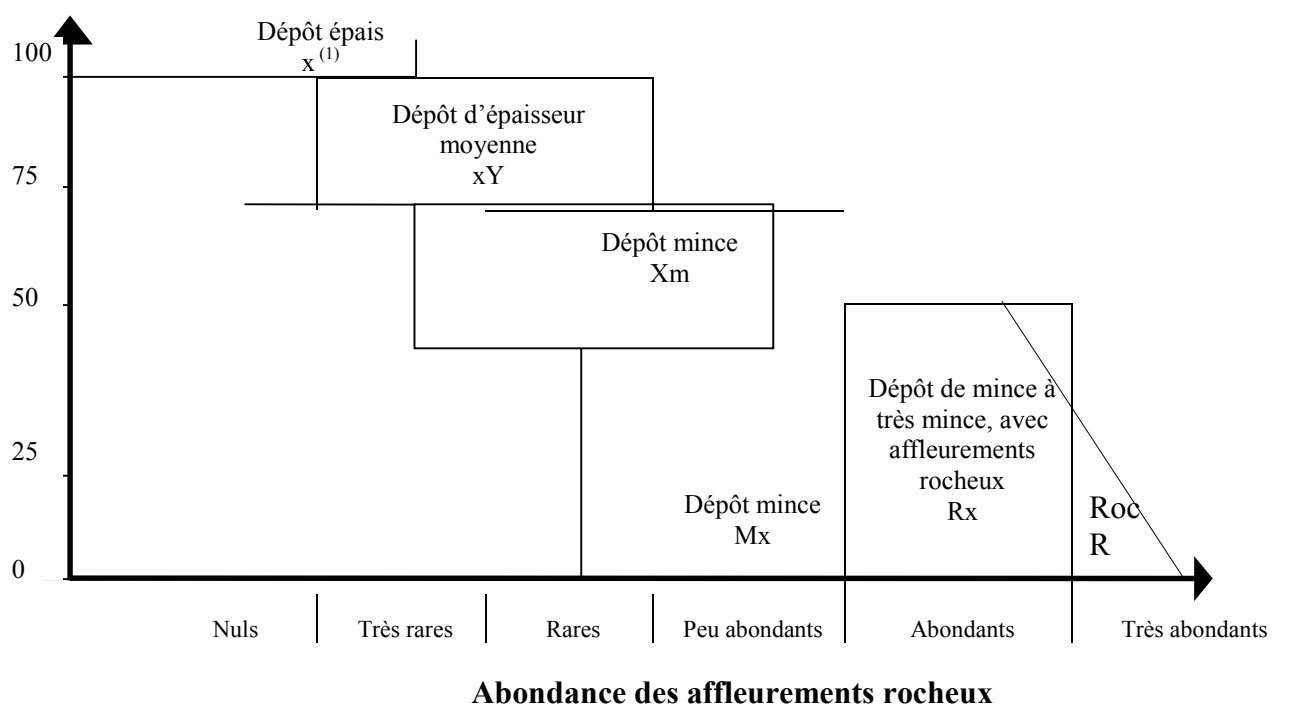 Dépôt épais
x (1)
100
Dépôt d’épaisseur
moyenne
xY
75
Dépôt mince
Xm
50
Dépôt de mince à
très mince, avec
affleurements
rocheux
Rx
25
Dépôt mince
Mx
Roc
R
0
Nuls
Très rares
Rares
Peu abondants
Abondants
Très abondants
Abondance des affleurements rocheux